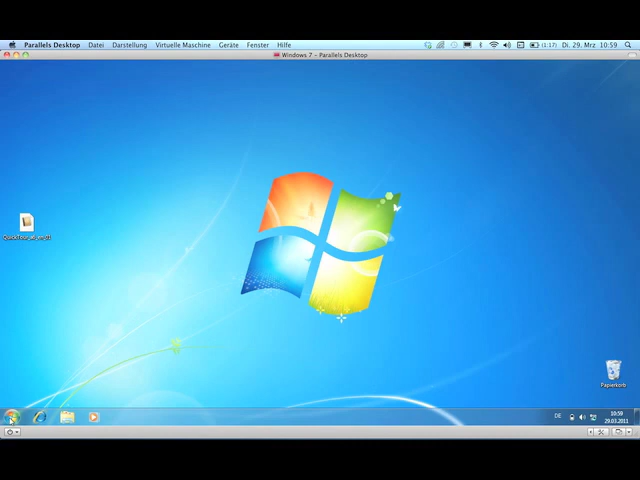 Parallels Desktop Datei Darstellung Virtuelle Maschine Geräte Fenster Hilfe (1:17) Di. 29. Mrz 10:59
Windows 7 – Parallels Desktop
Papierkorb
DE 10:59
29.03.2011